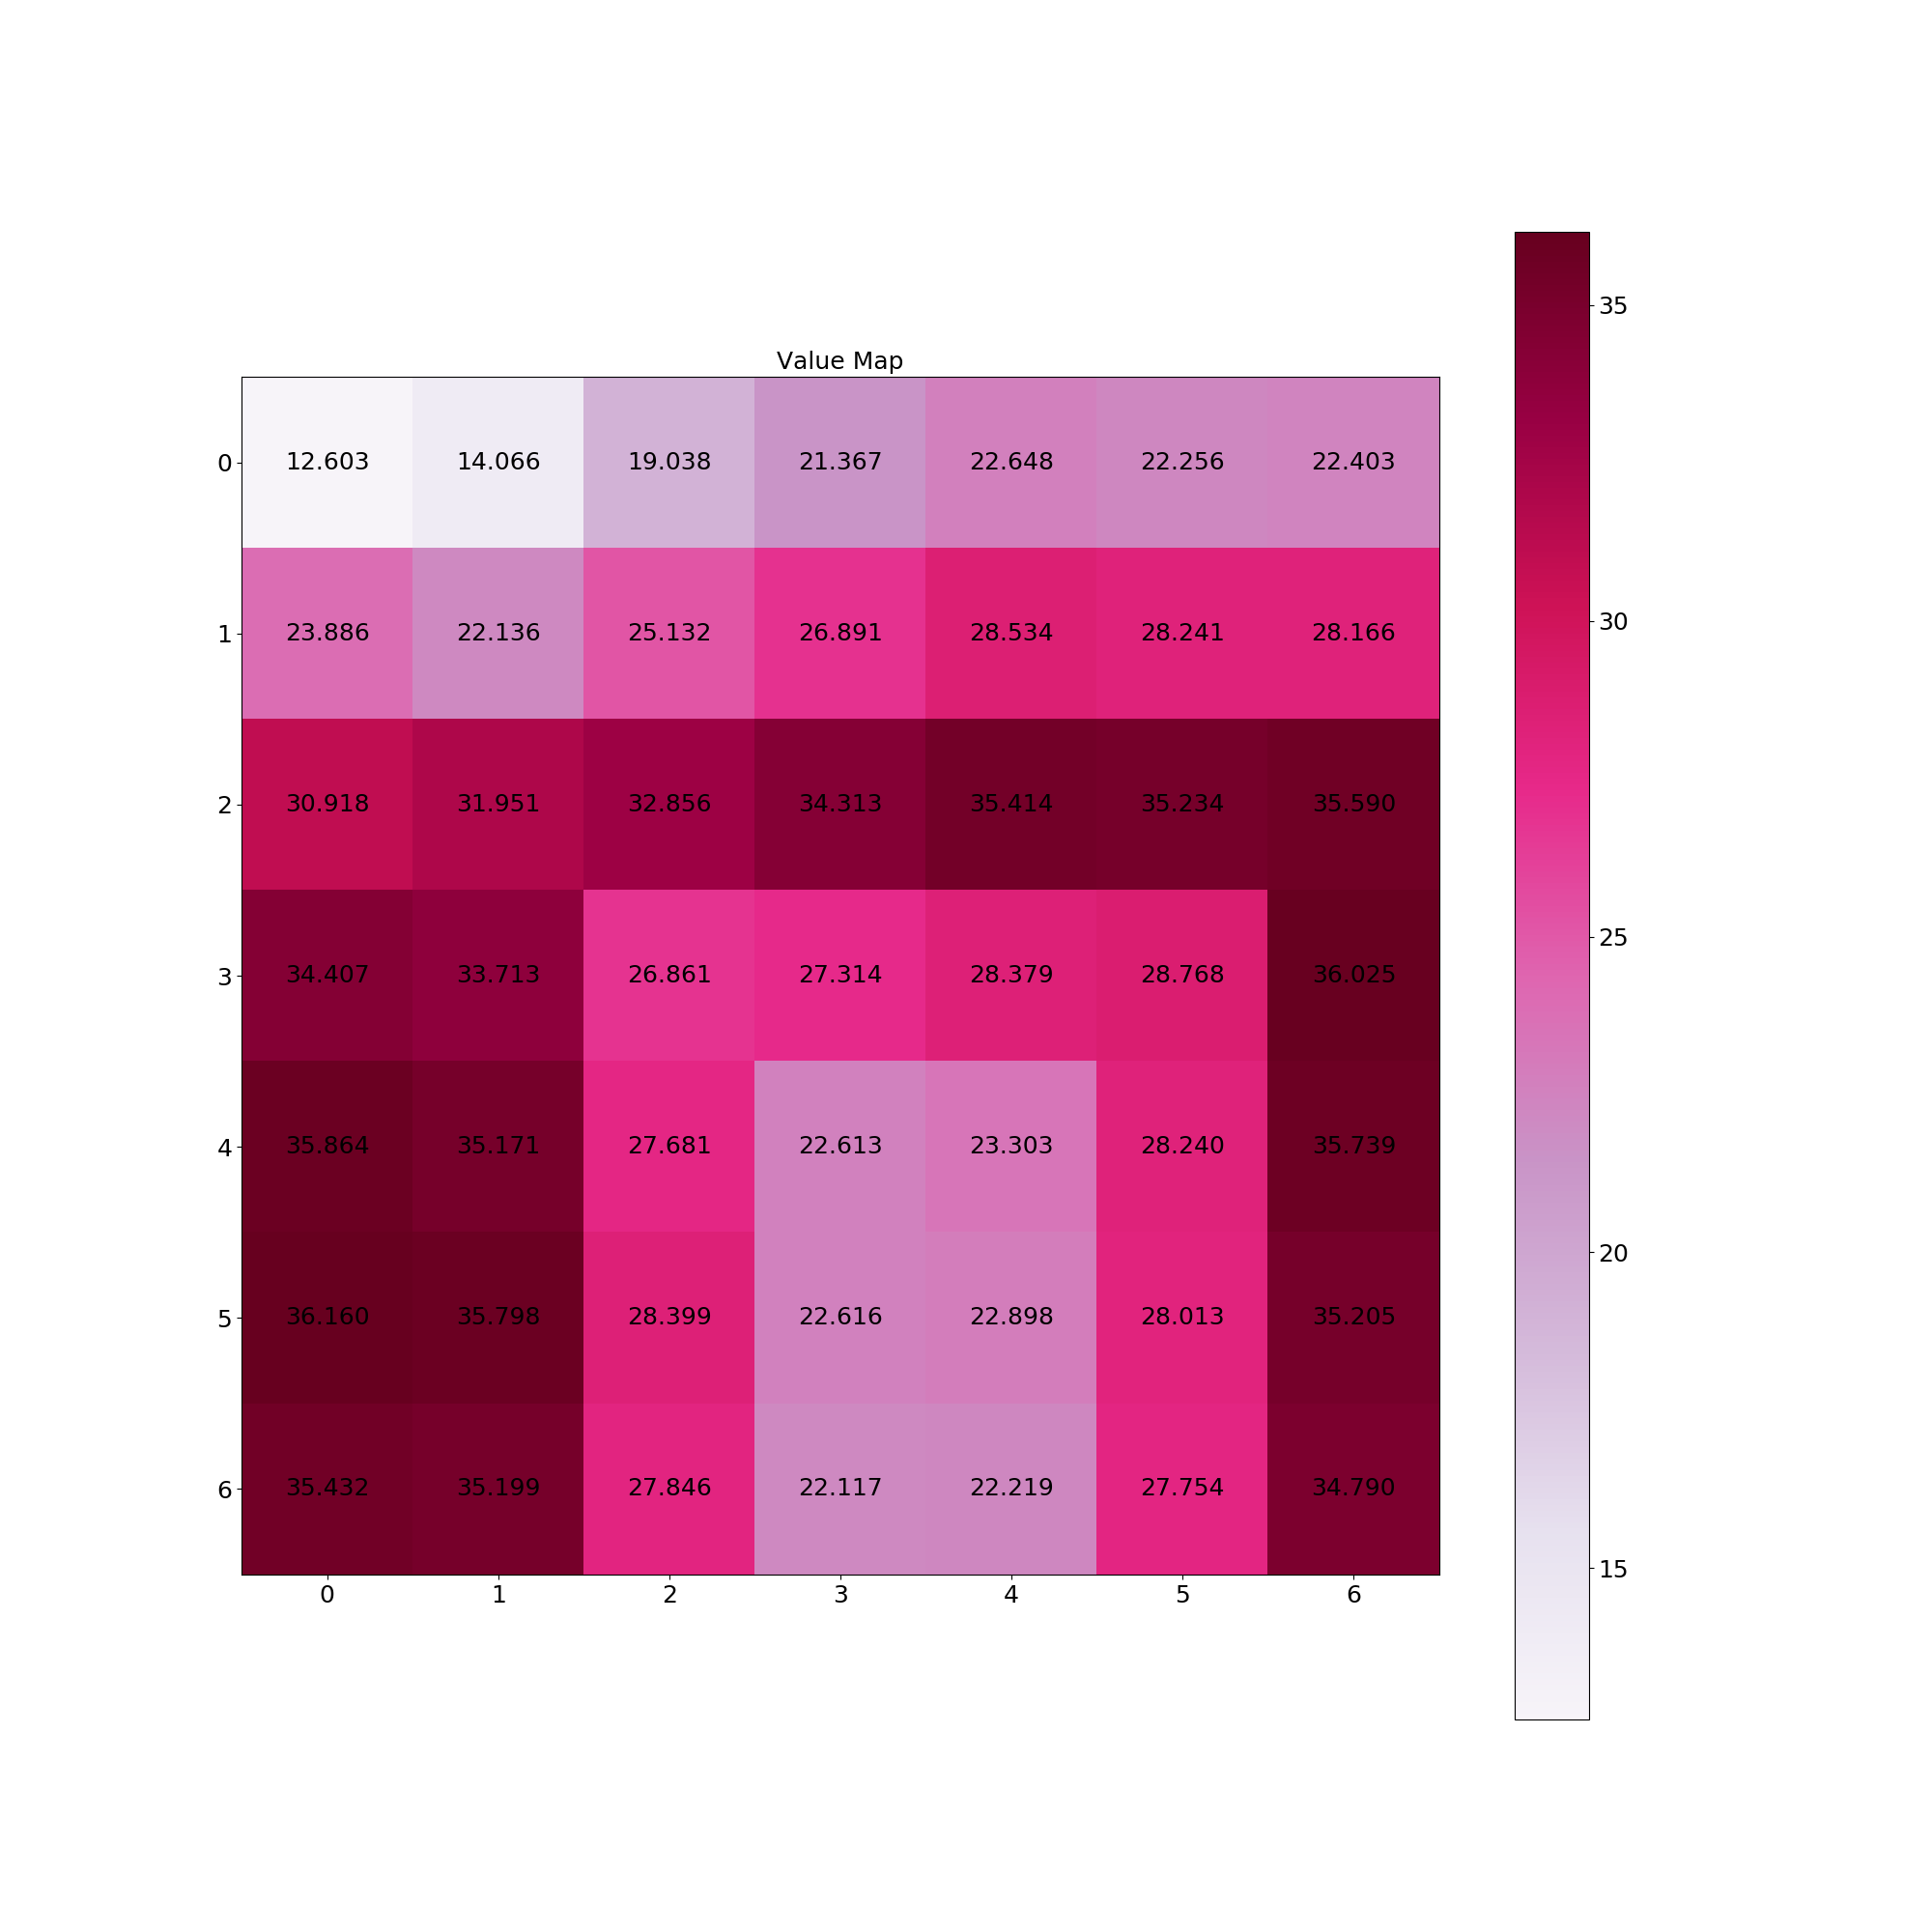 Value Map
0 12.603 14.066 19.038 21.367 22.648 22.256 22.403
1 23.886 22.136 25.132 26.891 28.534 28.241 28.166
2 30.918 31.951 32.856 34.313 35.414 35.234 35.590
3 34.407 33.713 26.861 27.314 28.379 28.768 36.025
4 35.864 35.171 27.681 22.613 23.303 28.240 35.739
5 36.160 35.798 28.399 22.616 22.898 28.013 35.205
6 35.432 35.199 27.846 22.117 22.219 27.754 34.790
0 1 2 3 4 5 6
35
30
25
20
15